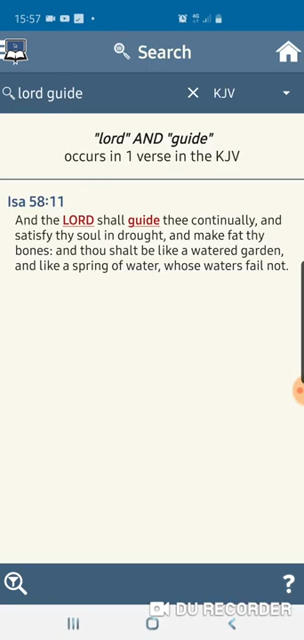 15:57
Search
lord guide × KJV
"lord" AND "guide"
occurs in 1 verse in the KJV
Isa 58:11
And the LORD shall guide thee continually, and
satisfy thy soul in drought, and make fat thy
bones: and thou shalt be like a watered garden,
and like a spring of water, whose waters fail not.
?
DU RECORDER